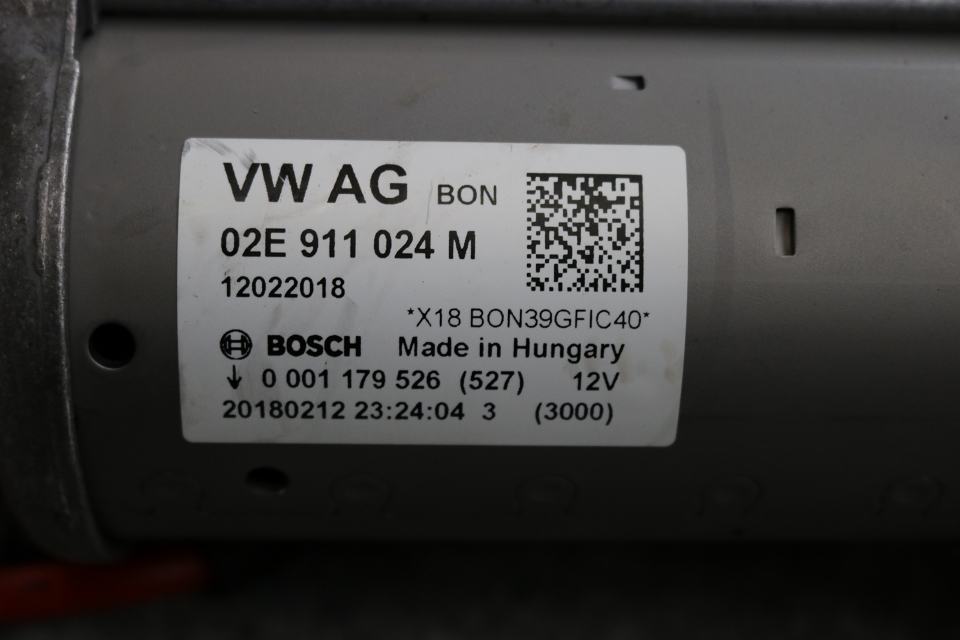 VW AG BON
02E 911 024 M
12022018
*X18 BON39GFIC40*
BOSCH Made in Hungary
↓ 0 001 179 526 (527) 12V
20180212 23:24:04 3 (3000)